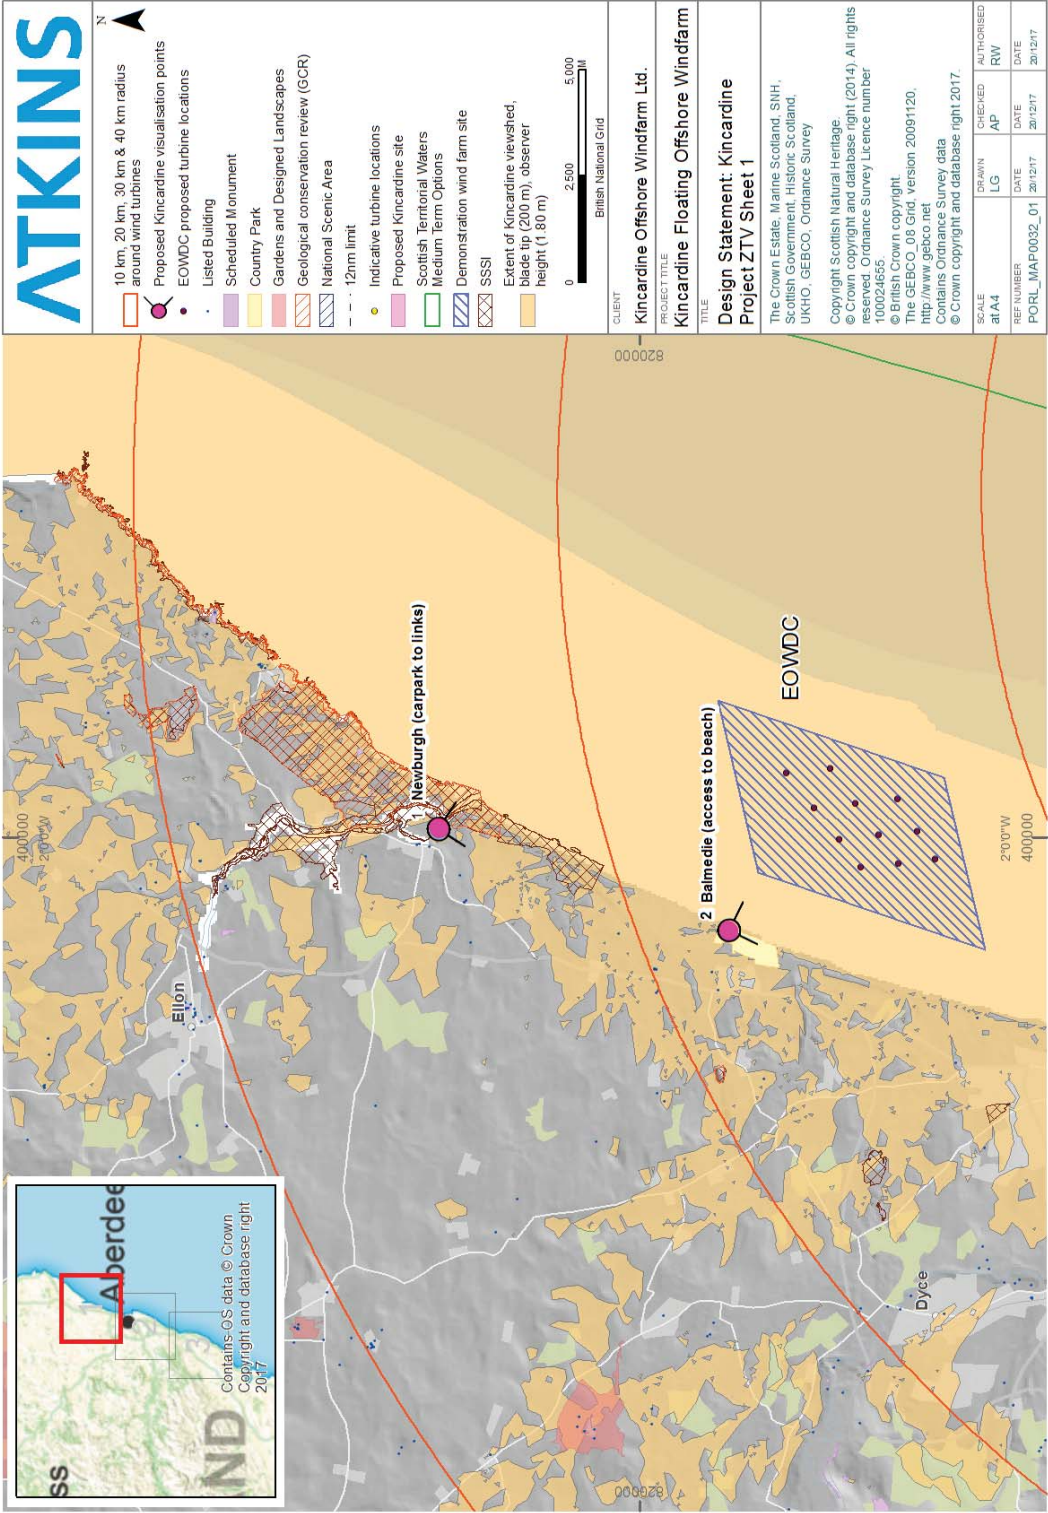 ATKINS
N
10 km, 20 km, 30 km & 40 km radius
around wind turbines
Proposed Kincardine visualisation points
EOWDC proposed turbine locations
Listed Building
Scheduled Monument
Country Park
Gardens and Designed Landscapes
Geological conservation review (GCR)
National Scenic Area
12nm limit
Indicative turbine locations
Proposed Kincardine site
Scottish Territorial Waters
Medium Term Options
Demonstration wind farm site
SSSI
Extent of Kincardine viewshed,
blade tip (200 m), observer
height (1.80 m)
0 2,500 5,000
M
British National Grid
CLIENT
Kincardine Offshore Windfarm Ltd.
PROJECT TITLE
Kincardine Floating Offshore Windfarm
TITLE
Design Statement: Kincardine
Project ZTV Sheet 1
The Crown Estate, Marine Scotland, SNH,
Scottish Government, Historic Scotland,
UKHO, GEBCO, Ordnance Survey
Copyright Scottish Natural Heritage.
© Crown copyright and database right (2014). All rights
reserved. Ordnance Survey Licence number
100024655.
© British Crown copyright.
The GEBCO_08 Grid, version 20091120,
http://www.gebco.net
Contains Ordnance Survey data
© Crown copyright and database right 2017.
SCALE
at A4
DRAWN
LG
CHECKED
AP
AUTHORISED
RW
REF NUMBER
PORL_MAP0032_01
DATE
20/12/17
DATE
20/12/17
DATE
20/12/17
400000
2°0'0"W
820000
Ellon
1 Newburgh (carpark to links)
2 Balmedie (access to beach)
EOWDC
Dyce
820000
2°0'0"W
400000
ss
Aberdee
ND
Contains OS data © Crown
Copyright and database right
2017